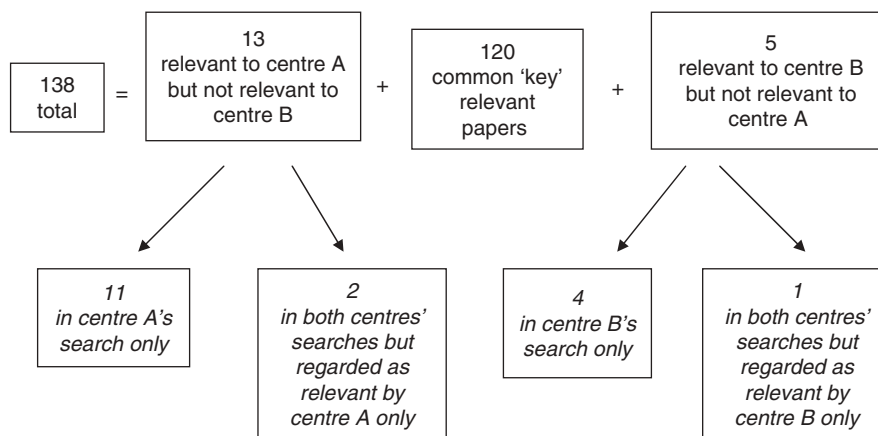 138
total
=
13
relevant to centre A
but not relevant to
centre B
+
120
common ‘key’
relevant
papers
+
5
relevant to centre B
but not relevant to
centre A
11
in centre A’s
search only
2
in both centres’
searches but
regarded as
relevant by
centre A only
4
in centre B’s
search only
1
in both centres’
searches but
regarded as
relevant by
centre B only